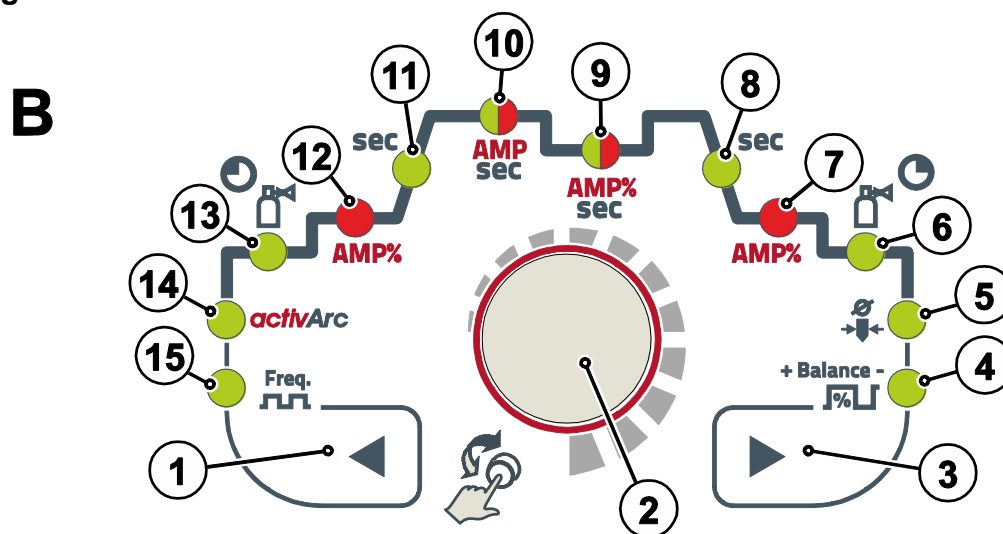 B
10
11
9
8
12
7
13
6
14
5
15
4
1
3
2
sec
AMP
sec
AMP%
sec
sec
AMP%
AMP%
activArc
Freq.
+ Balance -
%